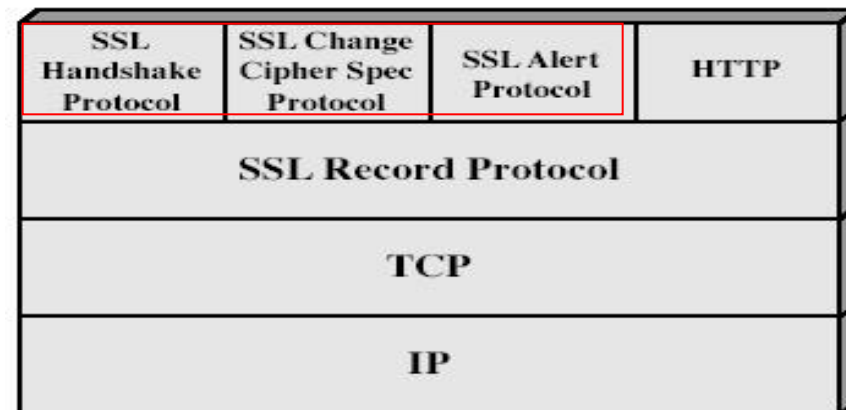 SSL
Handshake
Protocol
SSL Change
Cipher Spec
Protocol
SSL Alert
Protocol
HTTP
SSL Record Protocol
TCP
IP